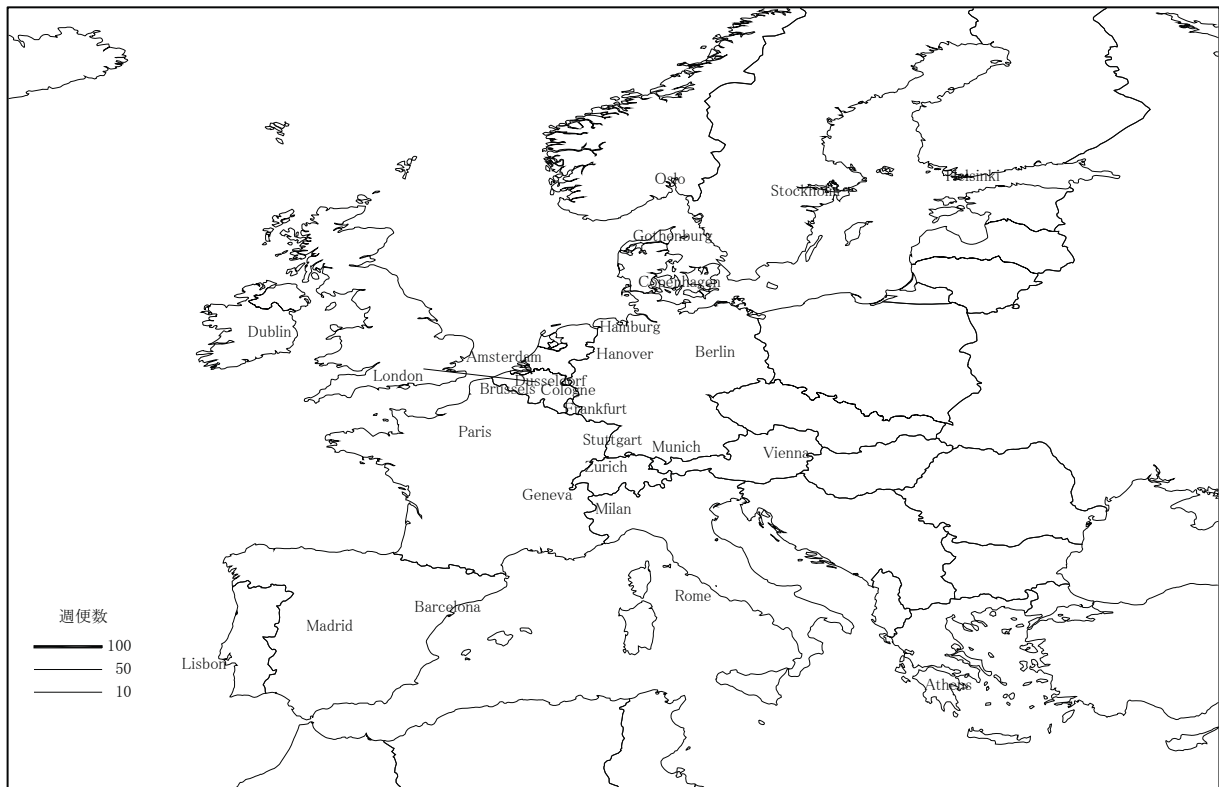 Oslo
Helsinki
Stockholm
Gothenburg
Copenhagen
Dublin
Hamburg
Hanover
Berlin
Amsterdam
London
Dusseldorf
Brussels
Cologne
Frankfurt
Paris
Stuttgart
Munich
Vienna
Zurich
Geneva
Milan
Rome
Barcelona
Madrid
Lisbon
Athens
週便数
100
50
10